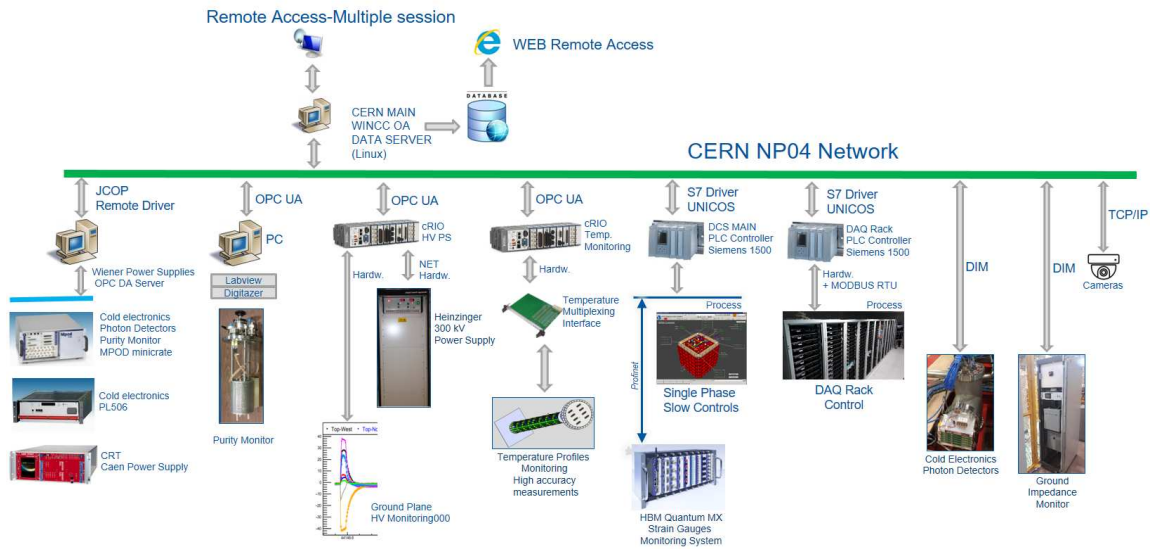 Remote Access-Multiple session
WEB Remote Access
DATABASE
CERN MAIN
WINCC OA
DATA SERVER
(Linux)
CERN NP04 Network
JCOP
Remote Driver
OPC UA
OPC UA
OPC UA
S7 Driver
UNICOS
S7 Driver
UNICOS
TCP/IP
PC
cRIO
HV PS
cRIO
Temp.
Monitoring
DCS MAIN
PLC Controller
Siemens 1500
DAQ Rack
PLC Controller
Siemens 1500
DIM
DIM
Cameras
Wiener Power Supplies
OPC DA Server
Labview
Digitazer
Hardw.
NET
Hardw.
Hardw.
Hardw.
+ MODBUS RTU
Process
Process
Cold electronics
Photon Detectors
Purity Monitor
MPOD minicrate
Heinzinger
300 kV
Power Supply
Temperature
Multiplexing
Interface
Profinet
Single Phase
Slow Controls
DAQ Rack
Control
Cold electronics
PL506
Purity Monitor
CRT
Caen Power Supply
Top-West
Ground Plane
HV Monitoring000
Temperature Profiles
Monitoring
High accuracy
measurements
HBM Quantum MX
Strain Gauges
Monitoring System
Cold Electronics
Photon Detectors
Ground
Impedance
Monitor